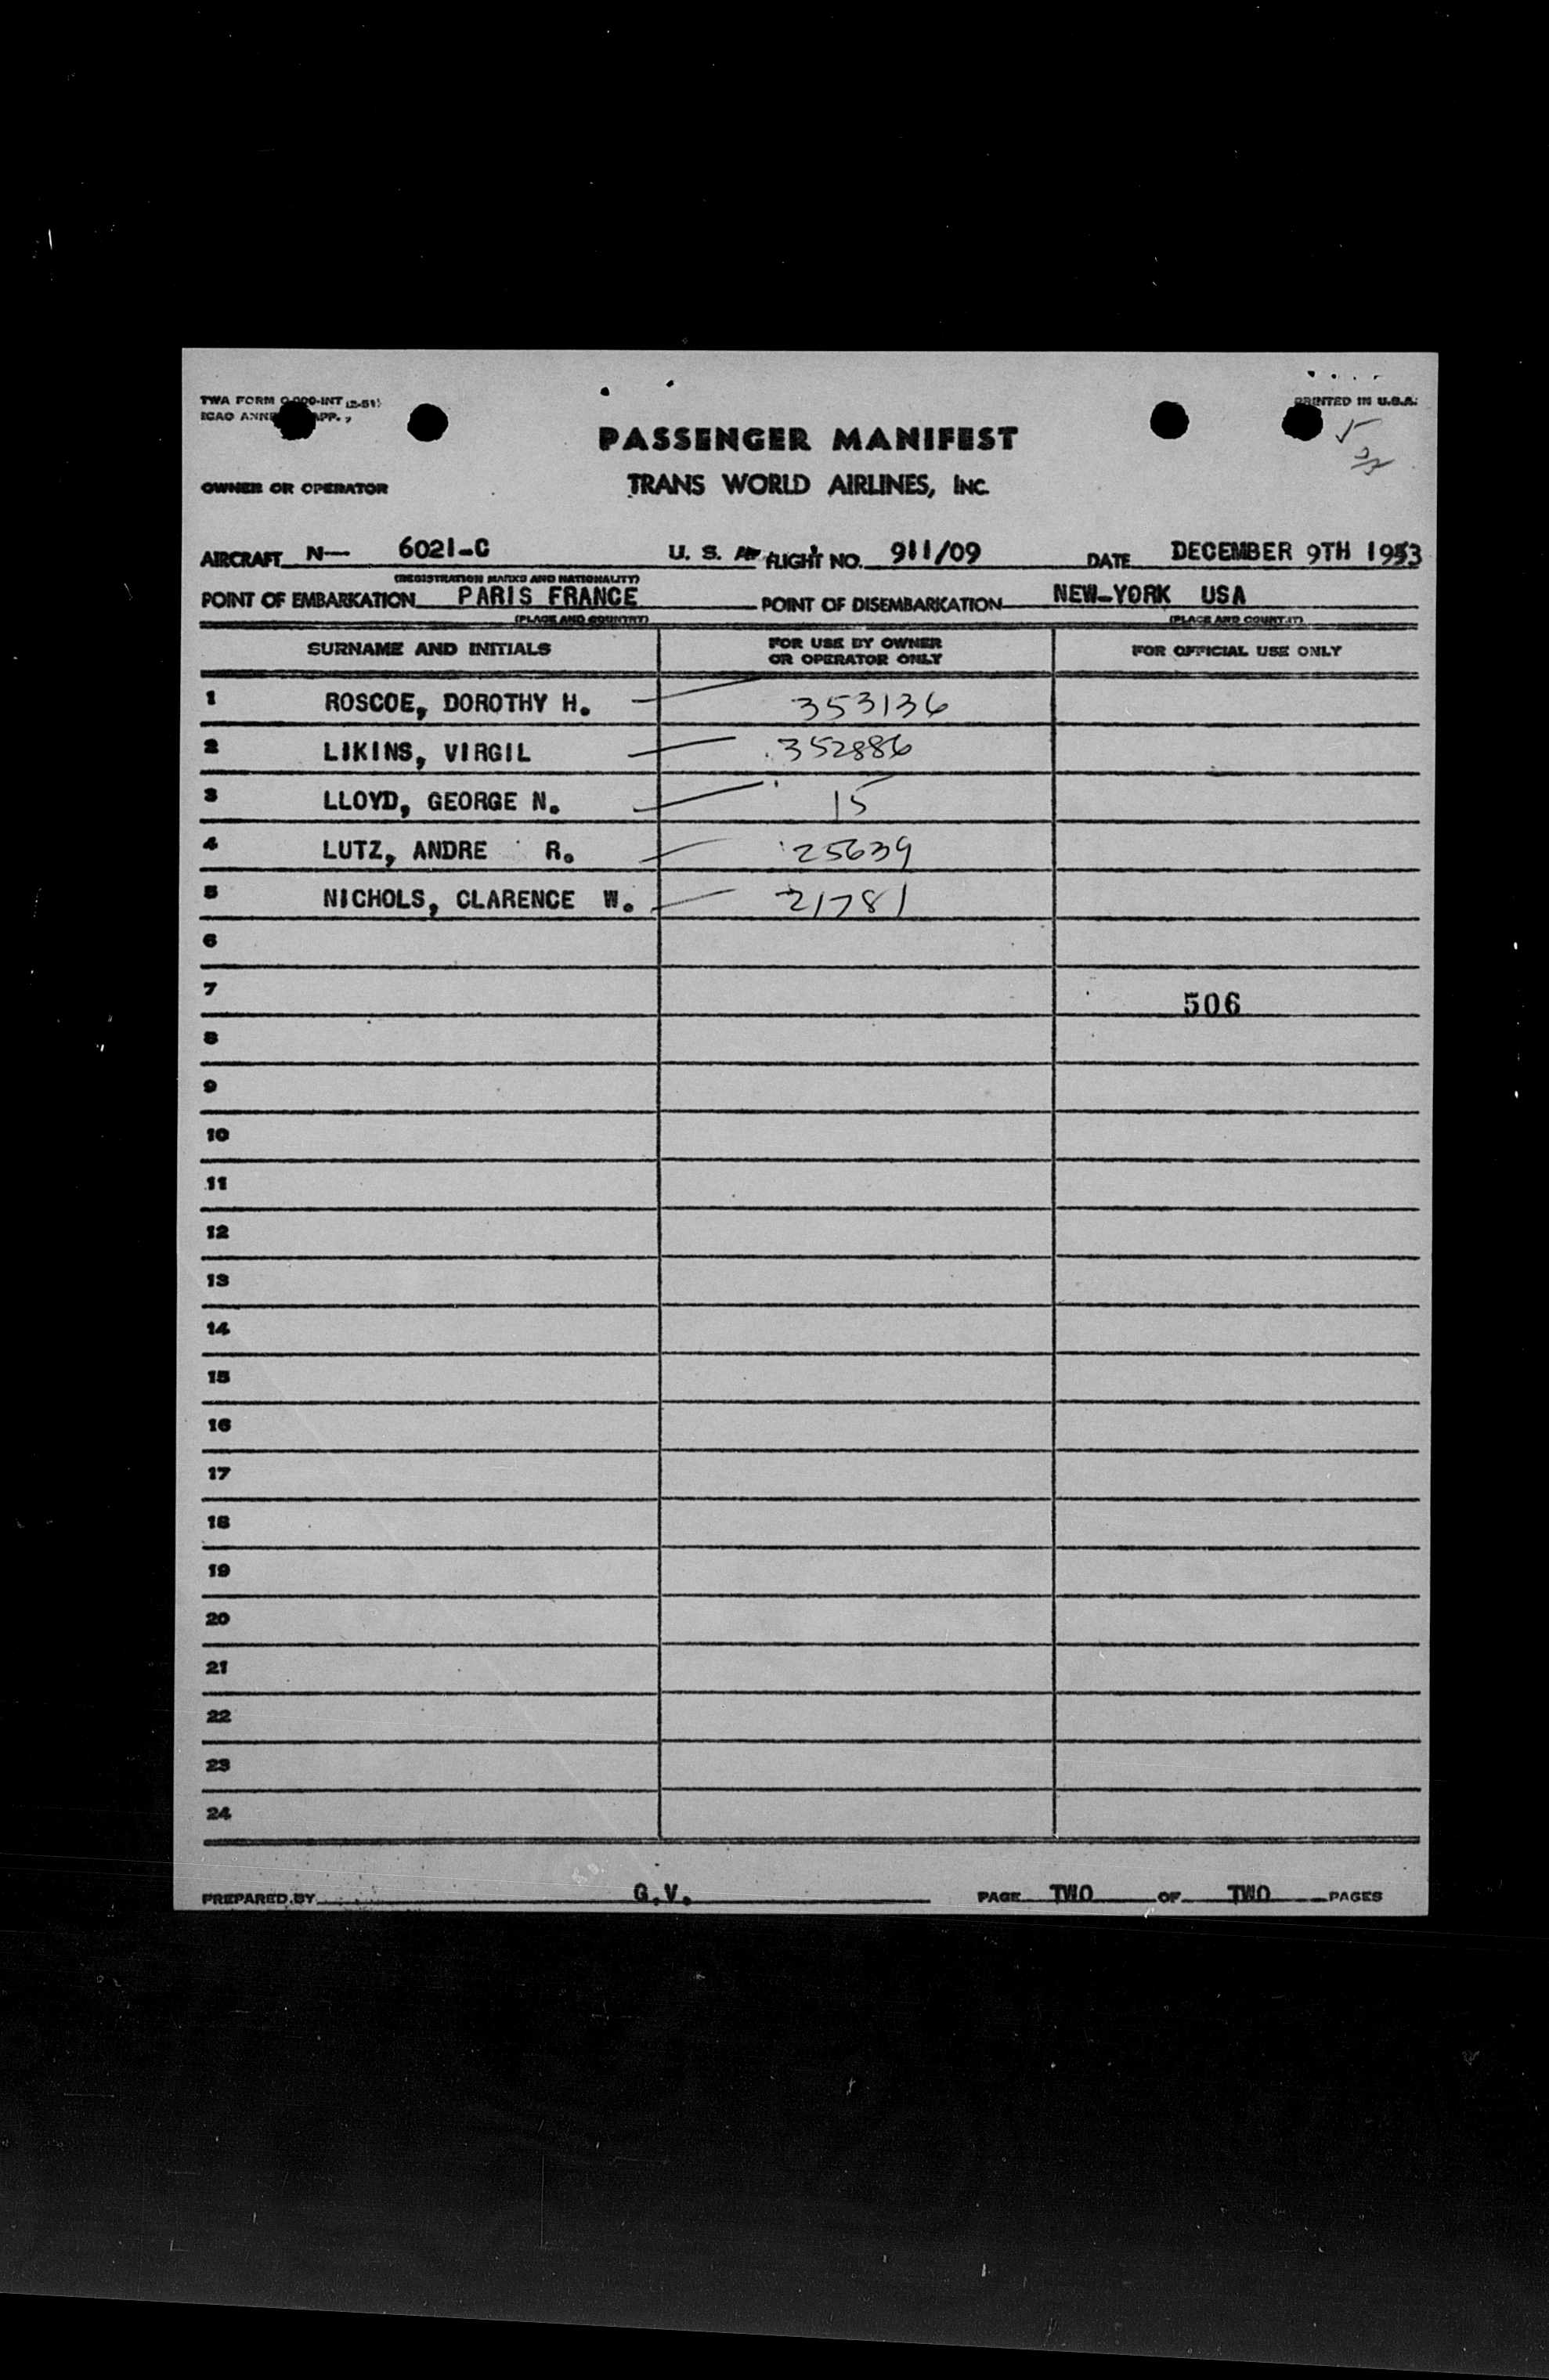 TWA FORM
PRINTED IN U.S.A.
ICAO APP.
PASSENGER MANIFEST
OWNER OR OPERATOR TRANS WORLD AIRLINES, INC.
AIRCRAFT N— 6021-C U. S. FLIGHT NO. 911/09 DATE DECEMBER 9TH 1953
(REGISTRATION MARKS AND NATIONALITY)
POINT OF EMBARKATION PARIS FRANCE POINT OF DISEMBARKATION NEW-YORK USA
(PLACE AND COUNTRY) (PLACE AND COUNTRY)
SURNAME AND INITIALS FOR USE BY OWNER OR OPERATOR ONLY FOR OFFICIAL USE ONLY
1 ROSCOE, DOROTHY H. 353136
2 LIKINS, VIRGIL 352886
3 LLOYD, GEORGE N. 15
4 LUTZ, ANDRE R. 25639
5 NICHOLS, CLARENCE W. 21781
6
7 506
8
9
10
11
12
13
14
15
16
17
18
19
20
21
22
23
24
PREPARED BY G.V. PAGE TWO OF TWO PAGES